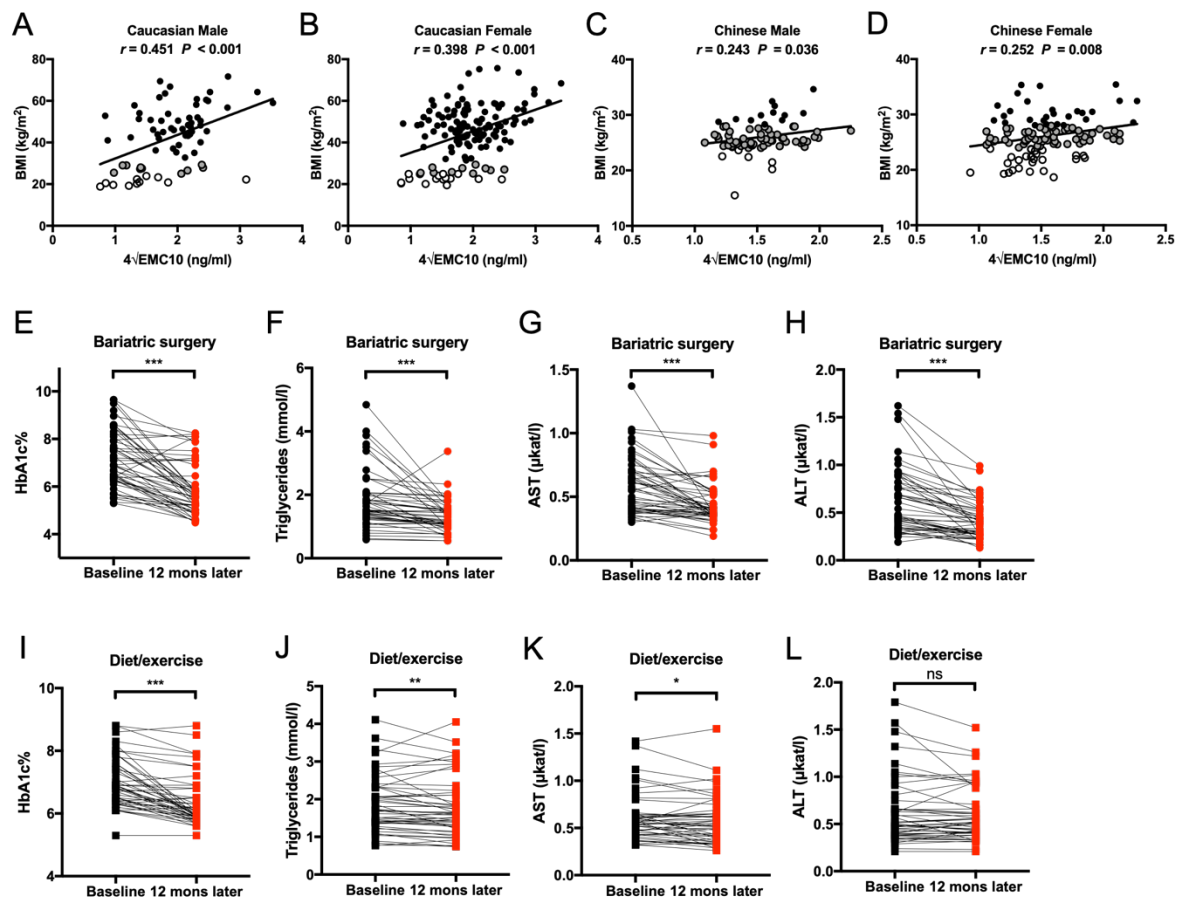 A
Caucasian Male
r = 0.451 P < 0.001
BMI (kg/m²)
80
60
40
20
0
0
1
2
3
4
4√EMC10 (ng/ml)
B
Caucasian Female
r = 0.398 P < 0.001
BMI (kg/m²)
80
60
40
20
0
0
1
2
3
4
4√EMC10 (ng/ml)
C
Chinese Male
r = 0.243 P = 0.036
BMI (kg/m²)
40
30
20
10
0.5
1.0
1.5
2.0
2.5
4√EMC10 (ng/ml)
D
Chinese Female
r = 0.252 P = 0.008
BMI (kg/m²)
40
30
20
10
0.5
1.0
1.5
2.0
2.5
4√EMC10 (ng/ml)
E
Bariatric surgery
***
HbA1c%
10
8
6
4
Baseline 12 mons later
F
Bariatric surgery
***
Triglycerides (mmol/l)
6
4
2
0
Baseline 12 mons later
G
Bariatric surgery
***
AST (μkat/l)
1.5
1.0
0.5
0.0
Baseline 12 mons later
H
Bariatric surgery
***
ALT (μkat/l)
2.0
1.5
1.0
0.5
0.0
Baseline 12 mons later
I
Diet/exercise
***
HbA1c%
10
8
6
4
Baseline 12 mons later
J
Diet/exercise
**
Triglycerides (mmol/l)
5
4
3
2
1
0
Baseline 12 mons later
K
Diet/exercise
*
AST (μkat/l)
2.0
1.5
1.0
0.5
0.0
Baseline 12 mons later
L
Diet/exercise
ns
ALT (μkat/l)
2.0
1.5
1.0
0.5
0.0
Baseline 12 mons later